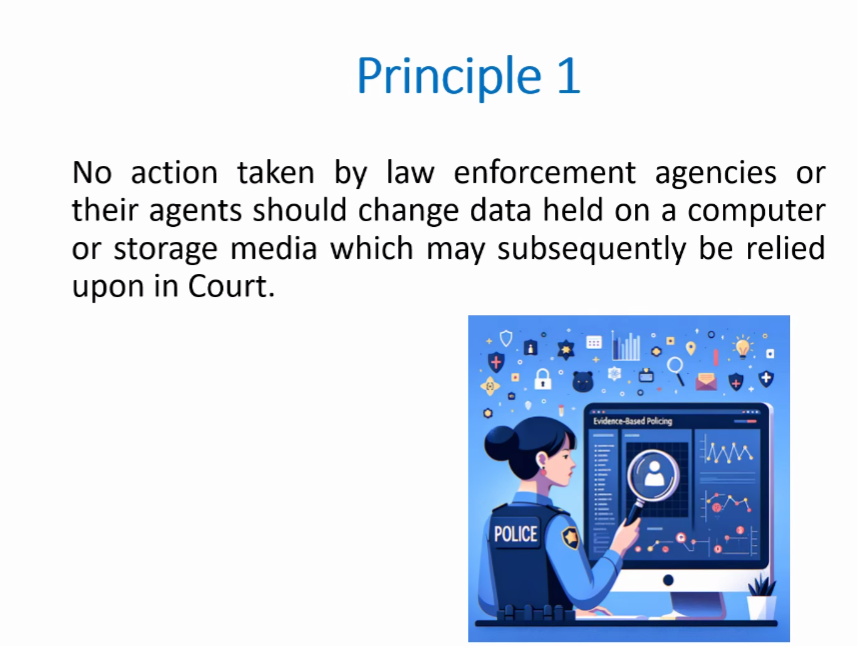 Principle 1
No action taken by law enforcement agencies or
their agents should change data held on a computer
or storage media which may subsequently be relied
upon in Court.
Evidence-Based Policing
POLICE